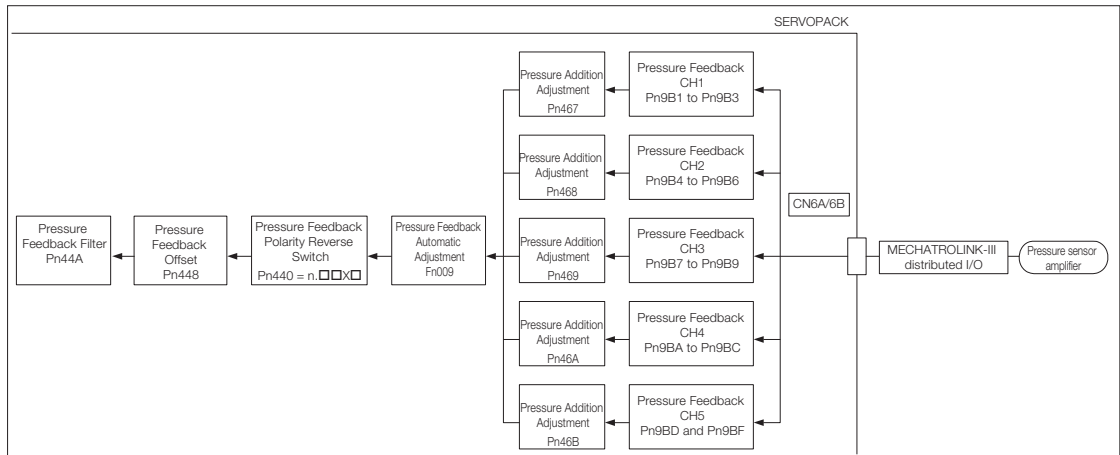 SERVOPACK
Pressure Addition
Adjustment
Pn467
Pressure Feedback
CH1
Pn9B1 to Pn9B3
Pressure Addition
Adjustment
Pn468
Pressure Feedback
CH2
Pn9B4 to Pn9B6
CN6A/6B
Pressure
Feedback Filter
Pn44A
Pressure
Feedback
Offset
Pn448
Pressure Feedback
Polarity Reverse
Switch
Pn440 = n.□□X□
Pressure Feedback
Automatic
Adjustment
Fn009
Pressure Addition
Adjustment
Pn469
Pressure Feedback
CH3
Pn9B7 to Pn9B9
MECHATROLINK-III
distributed I/O
Pressure sensor
amplifier
Pressure Addition
Adjustment
Pn46A
Pressure Feedback
CH4
Pn9BA to Pn9BC
Pressure Addition
Adjustment
Pn46B
Pressure Feedback
CH5
Pn9BD and Pn9BF